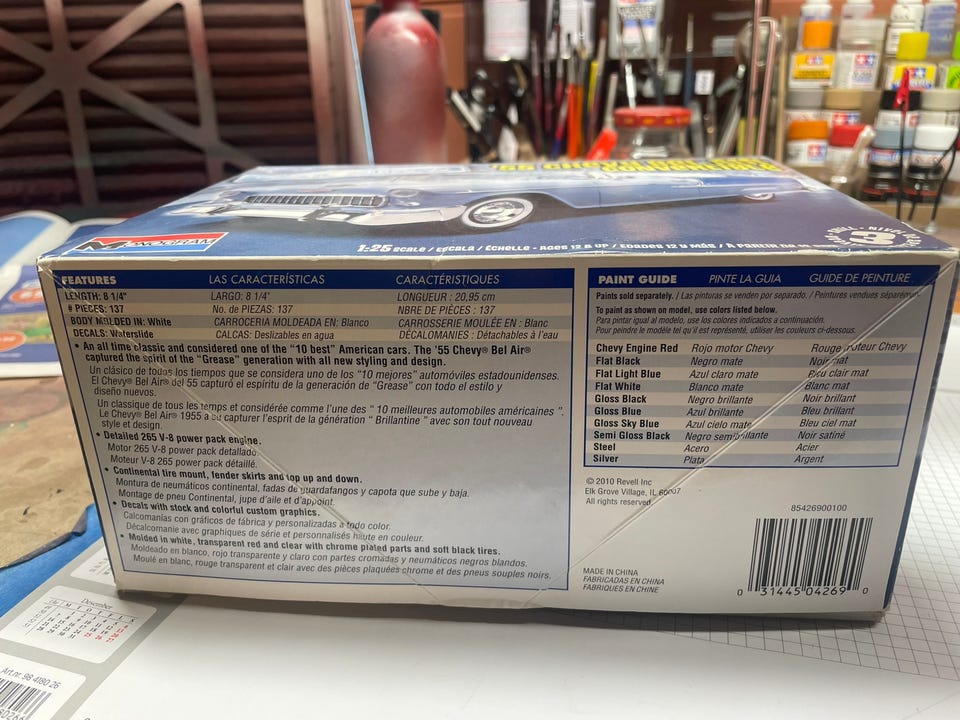 '55 CHEVROLET
MONOGRAM
1:25 SCALE / ESCALA / ÉCHELLE - AGES 12 & UP / EDADES 12 Y MÁS / À PARTIR
3
FEATURES LAS CARACTERÍSTICAS CARACTÉRISTIQUES
LENGTH: 8 1/4" LARGO: 8 1/4' LONGUEUR : 20,95 cm
# PIECES: 137 No. de PIEZAS: 137 NBRE DE PIÈCES : 137
BODY MOLDED IN: White CARROCERIA MOLDEADA EN: Blanco CARROSSERIE MOULÉE EN : Blanc
DECALS: Waterslide CALCAS: Deslizables en agua DÉCALOMANIES : Détachables à l'eau
• An all time classic and considered one of the "10 best" American cars. The '55 Chevy® Bel Air®
captured the spirit of the "Grease" generation with all new styling and design.
Un clásico de todos los tiempos que se considera uno de los "10 mejores" automóviles estadounidenses.
El Chevy® Bel Air® del 55 capturó el espíritu de la generación de "Grease" con todo el estilo y
diseño nuevos.
Un classique de tous les temps et considérée comme l'une des " 10 meilleures automobiles américaines ".
Le Chevy® Bel Air® 1955 a su capturer l'esprit de la génération " Brillantine " avec son tout nouveau
style et design.
• Detailed 265 V-8 power pack engine.
Motor 265 V-8 power pack detallado
Moteur V-8 265 power pack détaillé.
• Continental tire mount, fender skirts and top up and down.
Montura de neumáticos continental, fadas de guardafangos y capota que sube y baja.
Montage de pneu Continental, jupe d'aile et d'appoint.
• Decals with stock and colorful custom graphics.
Calcomanías con gráficos de fábrica y personalizadas a todo color.
Décalcomanie avec graphiques de série et personnalisés haute en couleur.
• Molded in white, transparent red and clear with chrome plated parts and soft black tires.
Moldeado en blanco, rojo transparente y claro con partes cromadas y neumáticos negros blandos.
Moulé en blanc, rouge transparent et clair avec des pièces plaquées chrome et des pneus souples noirs.
PAINT GUIDE PINTE LA GUIA GUIDE DE PEINTURE
Paints sold separately. / Las pinturas se venden por separado. / Peintures vendues séparément.
To paint as shown on model, use colors listed below.
Para pintar igual al modelo, use los colores indicados a continuación.
Pour peindre le modèle tel qu'il est représenté, utiliser les couleurs ci-dessous.
Chevy Engine Red Rojo motor Chevy Rouge moteur Chevy
Flat Black Negro mate Noir mat
Flat Light Blue Azul claro mate Bleu clair mat
Flat White Blanco mate Blanc mat
Gloss Black Negro brillante Noir brillant
Gloss Blue Azul brillante Bleu brillant
Gloss Sky Blue Azul cielo mate Bleu ciel mat
Semi Gloss Black Negro semibrillante Noir satiné
Steel Acero Acier
Silver Plata Argent
© 2010 Revell Inc
Elk Grove Village, IL 60007
All rights reserved.
85426900100
MADE IN CHINA
FABRICADAS EN CHINA
FABRIQUÉES EN CHINE
0 31445 04269 0
Desember
Art.nr. 98 4180 26